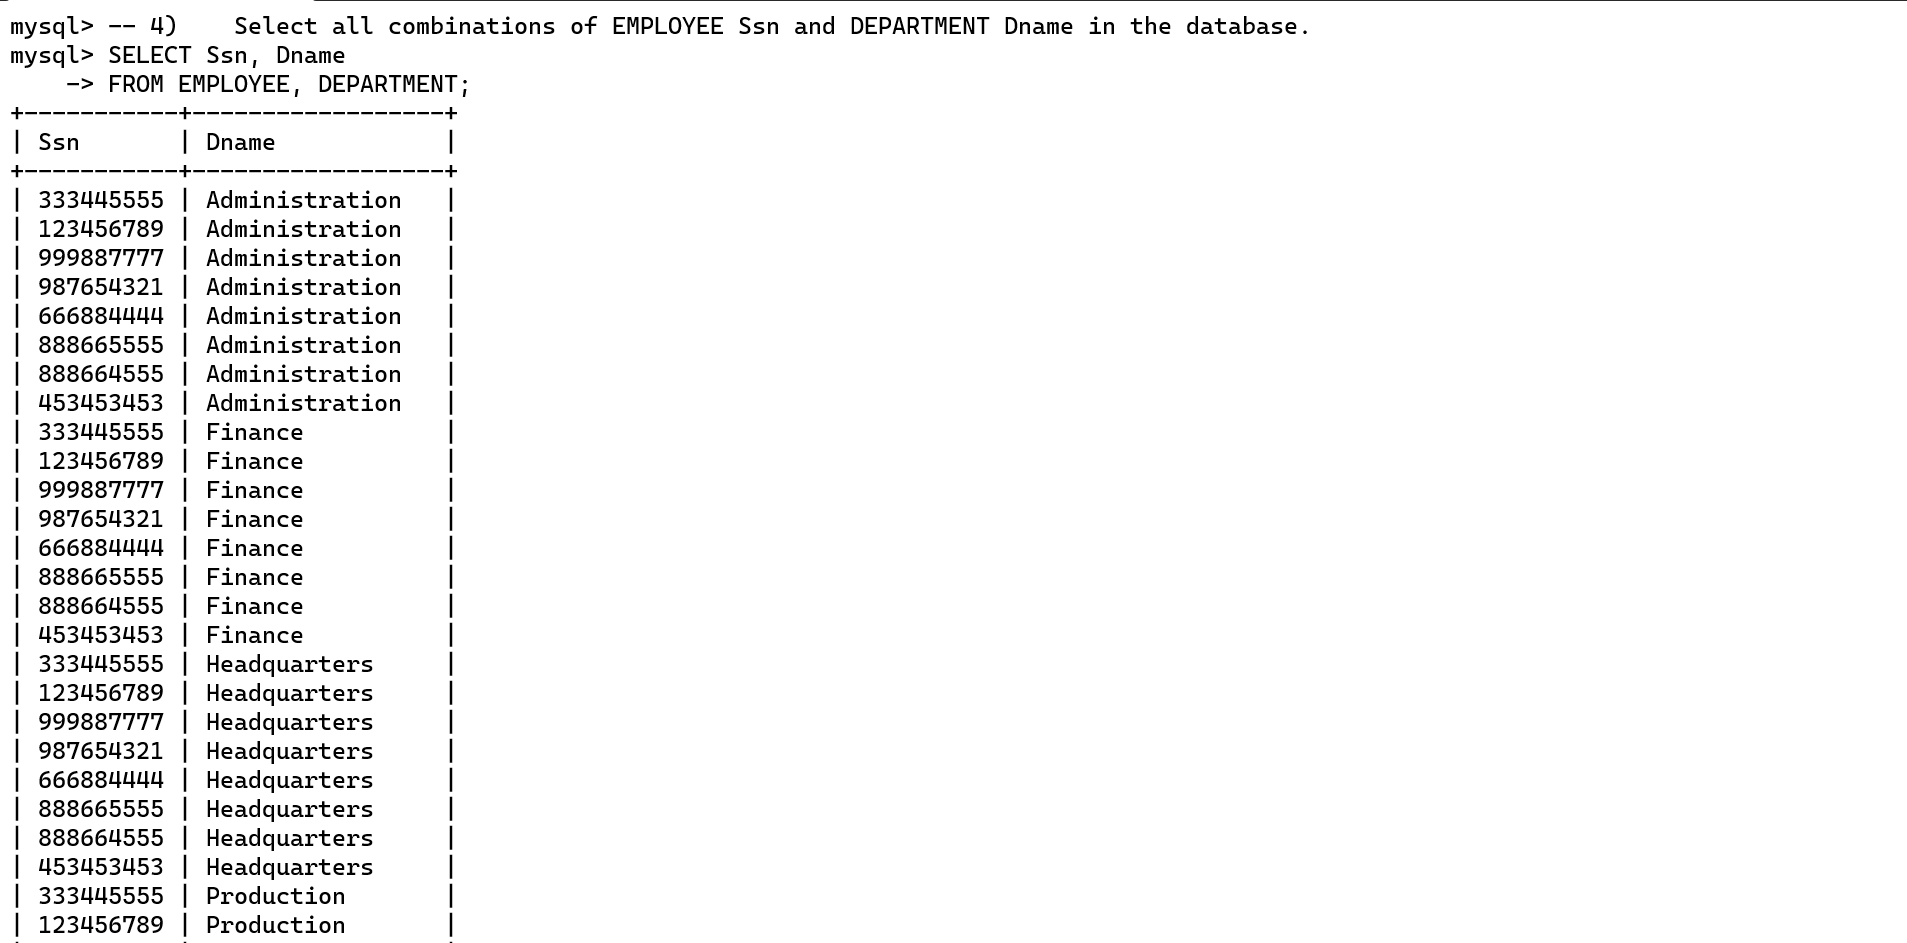 mysql> -- 4)    Select all combinations of EMPLOYEE Ssn and DEPARTMENT Dname in the database.
mysql> SELECT Ssn, Dname
    -> FROM EMPLOYEE, DEPARTMENT;
+-----------+------------------+
| Ssn       | Dname            |
+-----------+------------------+
| 333445555 | Administration   |
| 123456789 | Administration   |
| 999887777 | Administration   |
| 987654321 | Administration   |
| 666884444 | Administration   |
| 888665555 | Administration   |
| 888664555 | Administration   |
| 453453453 | Administration   |
| 333445555 | Finance          |
| 123456789 | Finance          |
| 999887777 | Finance          |
| 987654321 | Finance          |
| 666884444 | Finance          |
| 888665555 | Finance          |
| 888664555 | Finance          |
| 453453453 | Finance          |
| 333445555 | Headquarters     |
| 123456789 | Headquarters     |
| 999887777 | Headquarters     |
| 987654321 | Headquarters     |
| 666884444 | Headquarters     |
| 888665555 | Headquarters     |
| 888664555 | Headquarters     |
| 453453453 | Headquarters     |
| 333445555 | Production       |
| 123456789 | Production       |